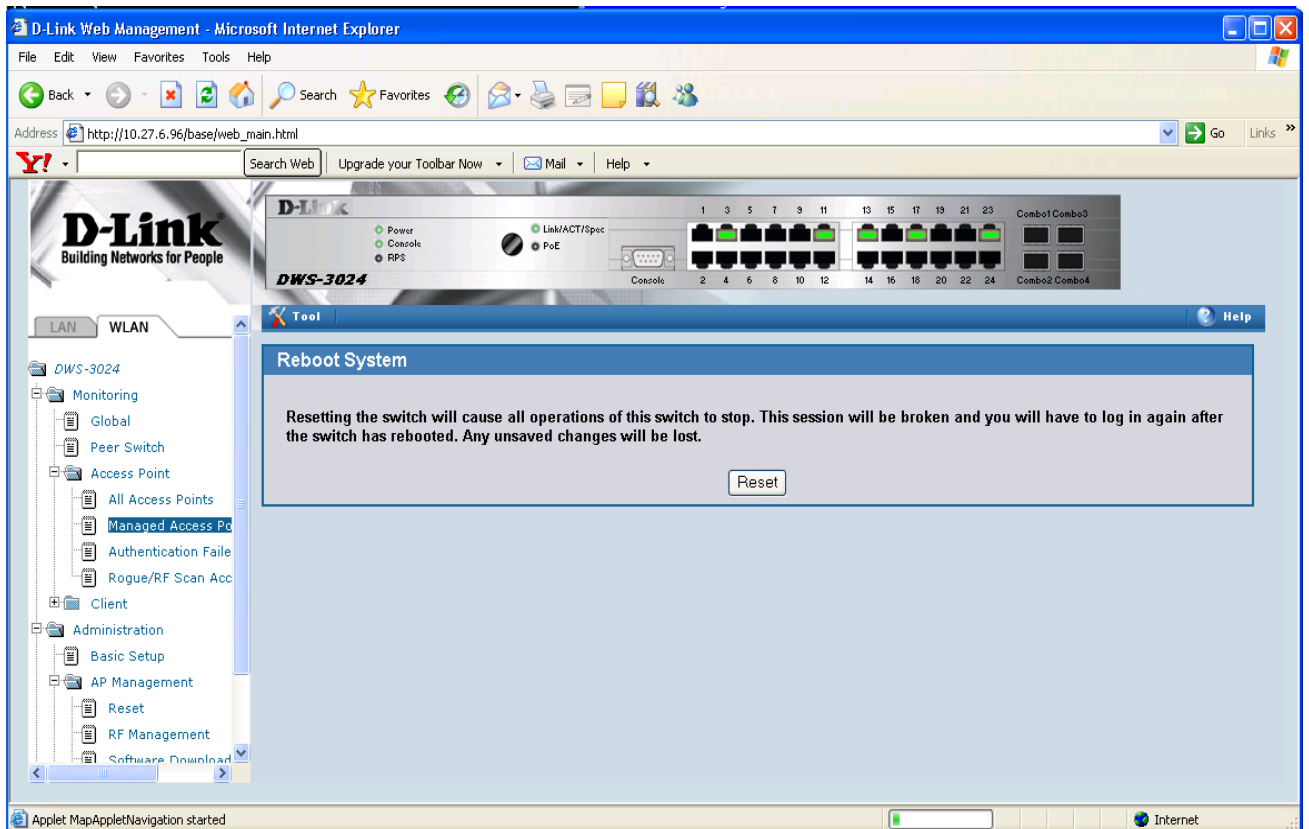 D-Link Web Management - Microsoft Internet Explorer
File Edit View Favorites Tools Help
Back Search Favorites
Address http://10.27.6.96/base/web_main.html Go Links »
Y! Search Web Upgrade your Toolbar Now Mail Help
D-Link
Building Networks for People
D-Link
Power
Console
RPS
Link/ACT/Spec
PoE
DWS-3024
Console
1 3 5 7 9 11 13 15 17 19 21 23 Combo1 Combo3
2 4 6 8 10 12 14 16 18 20 22 24 Combo2 Combo4
LAN WLAN
Tool Help
DWS-3024
Monitoring
Global
Peer Switch
Access Point
All Access Points
Managed Access Po
Authentication Faile
Rogue/RF Scan Acc
Client
Administration
Basic Setup
AP Management
Reset
RF Management
Software Download
Reboot System
Resetting the switch will cause all operations of this switch to stop. This session will be broken and you will have to log in again after
the switch has rebooted. Any unsaved changes will be lost.
Reset
Applet MapAppletNavigation started Internet